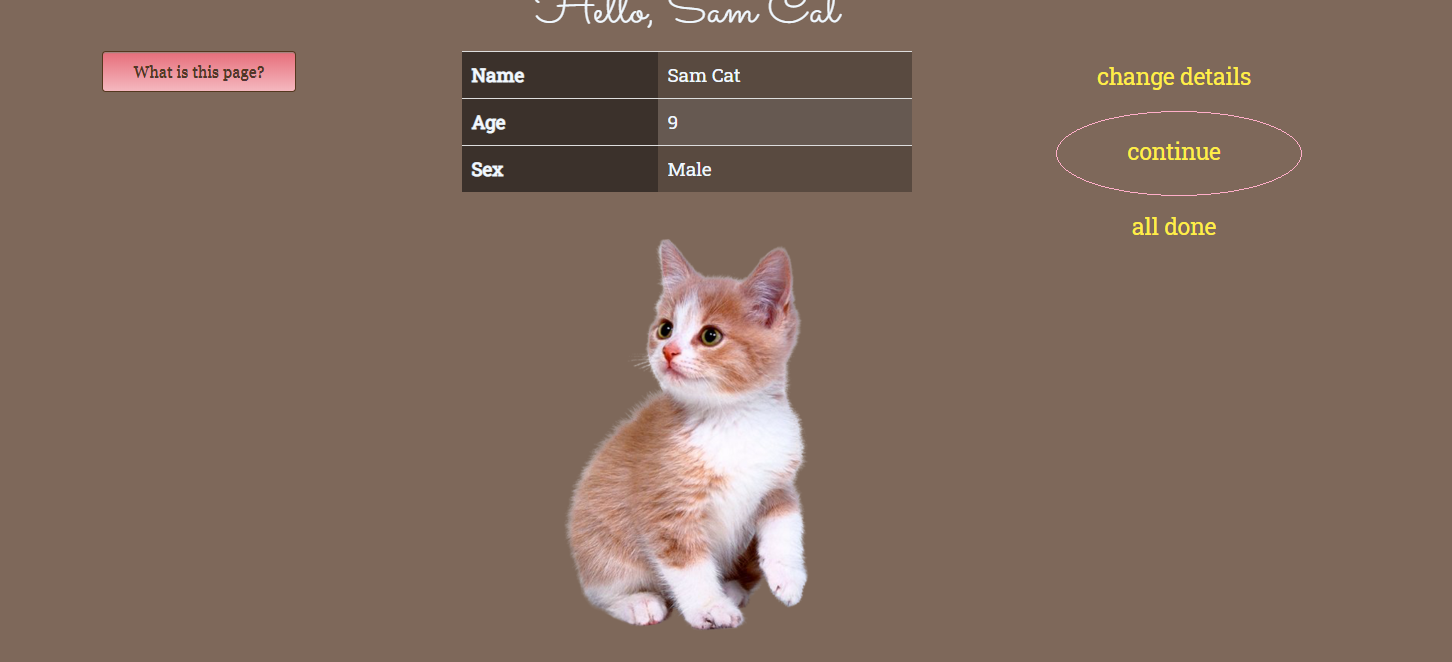 Hello, Sam Cat
What is this page?
Name Sam Cat
Age 9
Sex Male
change details
continue
all done